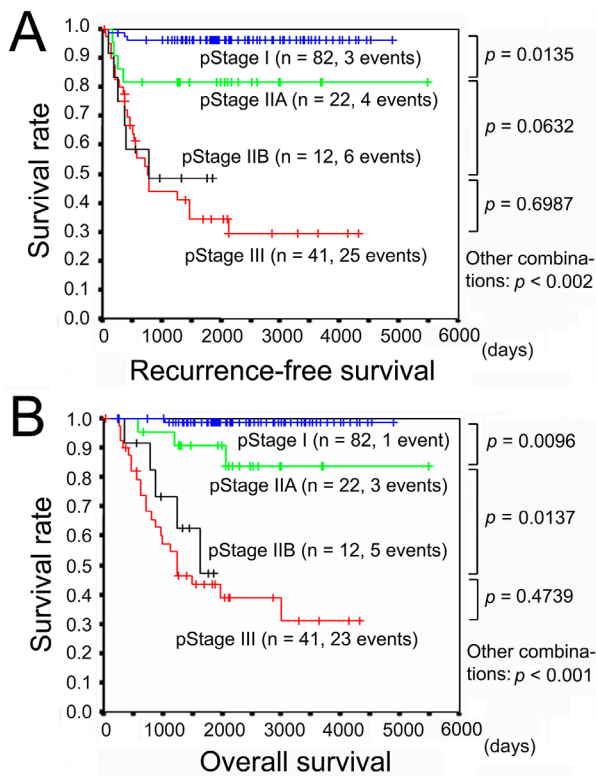 A
Survival rate
1.0
0.9
0.8
0.7
0.6
0.5
0.4
0.3
0.2
0.1
0.0
pStage I (n = 82, 3 events)
pStage IIA (n = 22, 4 events)
pStage IIB (n = 12, 6 events)
pStage III (n = 41, 25 events)
p = 0.0135
p = 0.0632
p = 0.6987
Other combina-
tions: p < 0.002
0 1000 2000 3000 4000 5000 6000
(days)
Recurrence-free survival
B
Survival rate
1.0
0.9
0.8
0.7
0.6
0.5
0.4
0.3
0.2
0.1
0.0
pStage I (n = 82, 1 event)
pStage IIA (n = 22, 3 events)
pStage IIB (n = 12, 5 events)
pStage III (n = 41, 23 events)
p = 0.0096
p = 0.0137
p = 0.4739
Other combina-
tions: p < 0.001
0 1000 2000 3000 4000 5000 6000
(days)
Overall survival